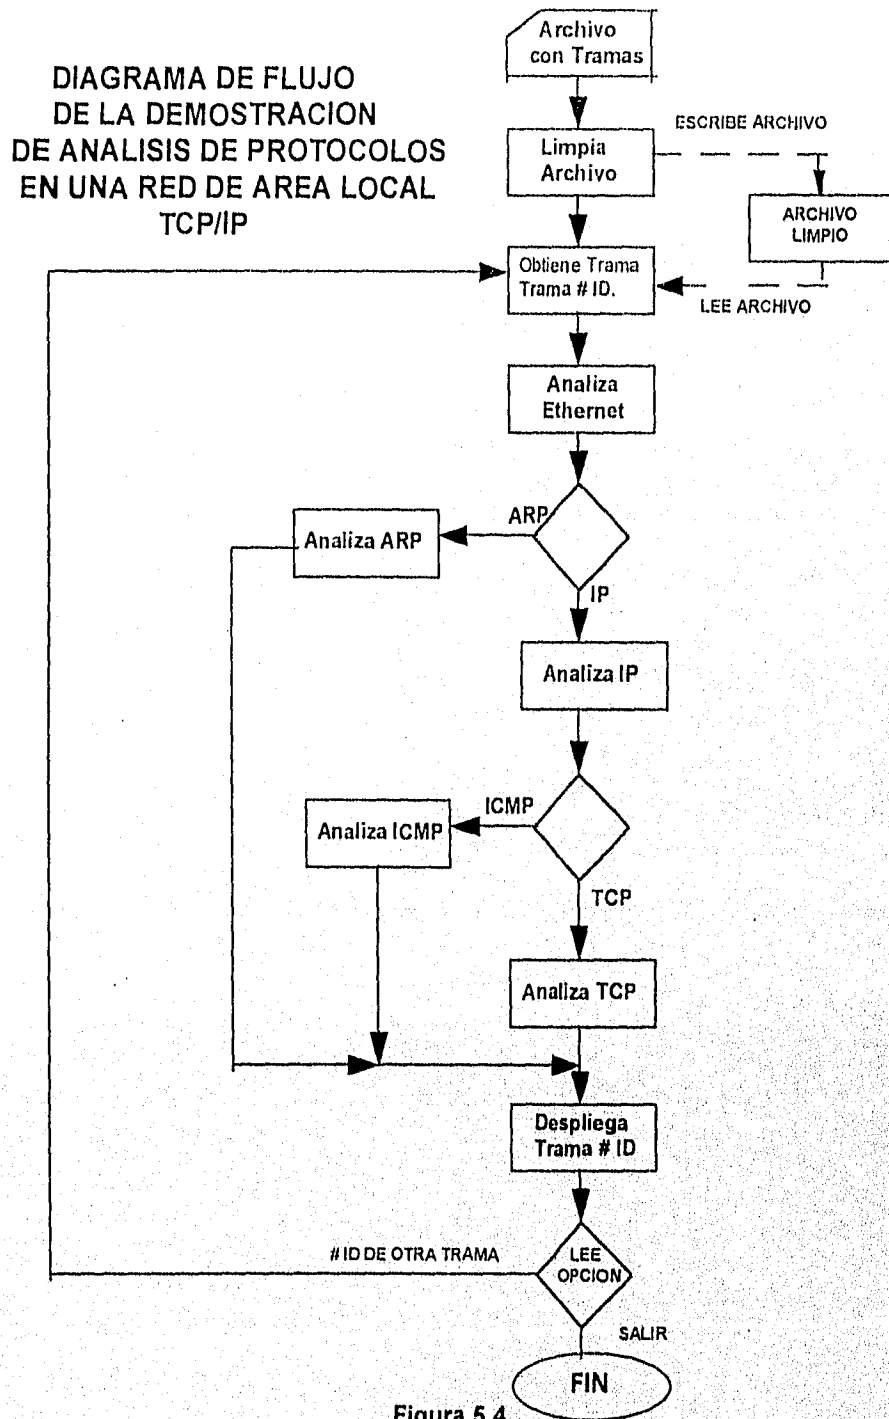 Archivo
con Tramas
DIAGRAMA DE FLUJO
DE LA DEMOSTRACION
DE ANALISIS DE PROTOCOLOS
EN UNA RED DE AREA LOCAL
TCP/IP
ESCRIBE ARCHIVO
Limpia
Archivo
ARCHIVO
LIMPIO
Obtiene Trama
Trama # ID.
LEE ARCHIVO
Analiza
Ethernet
ARP
Analiza ARP
IP
Analiza IP
ICMP
Analiza ICMP
TCP
Analiza TCP
Despliega
Trama # ID
# ID DE OTRA TRAMA
LEE
OPCION
SALIR
FIN
Figura 5.4